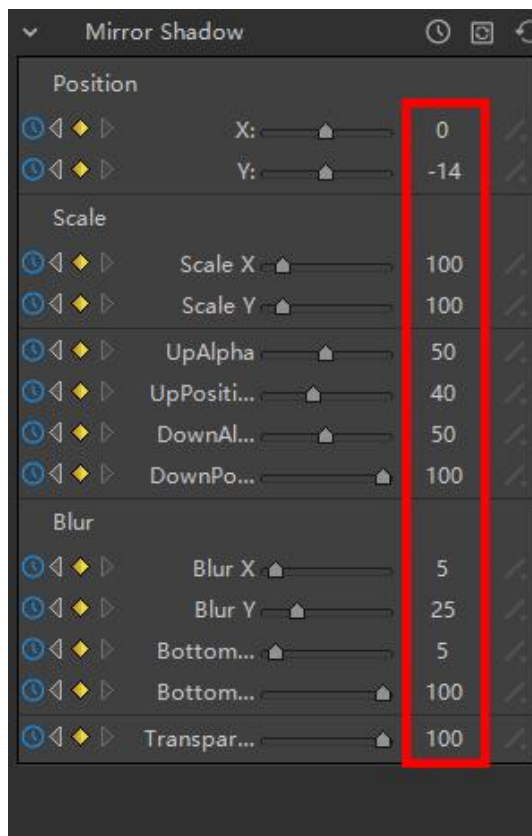 Mirror Shadow
Position
X: 0
Y: -14
Scale
Scale X 100
Scale Y 100
UpAlpha 50
UpPositi... 40
DownAl... 50
DownPo... 100
Blur
Blur X 5
Blur Y 25
Bottom... 5
Bottom... 100
Transpar... 100